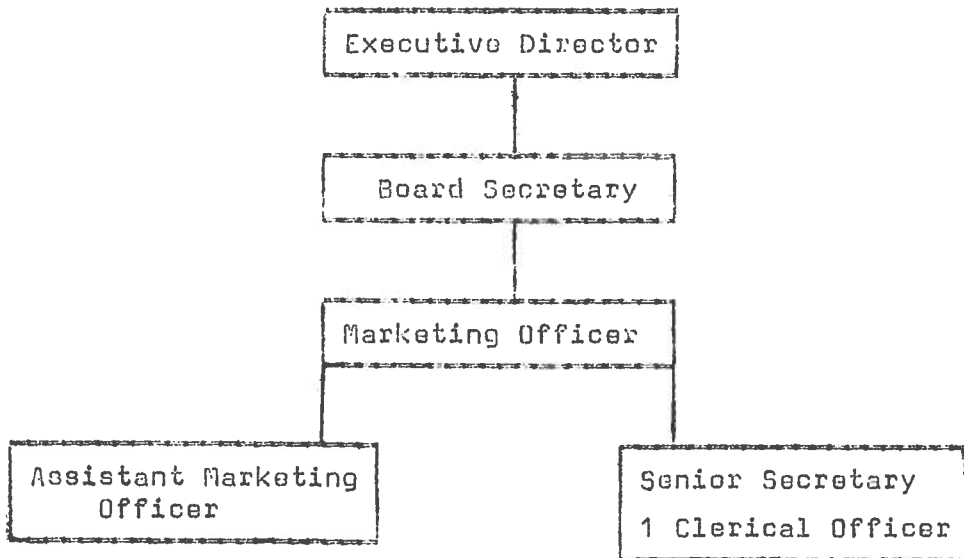 Executive Director
Board Secretary
Marketing Officer
Assistant Marketing
Officer
Senior Secretary
1 Clerical Officer